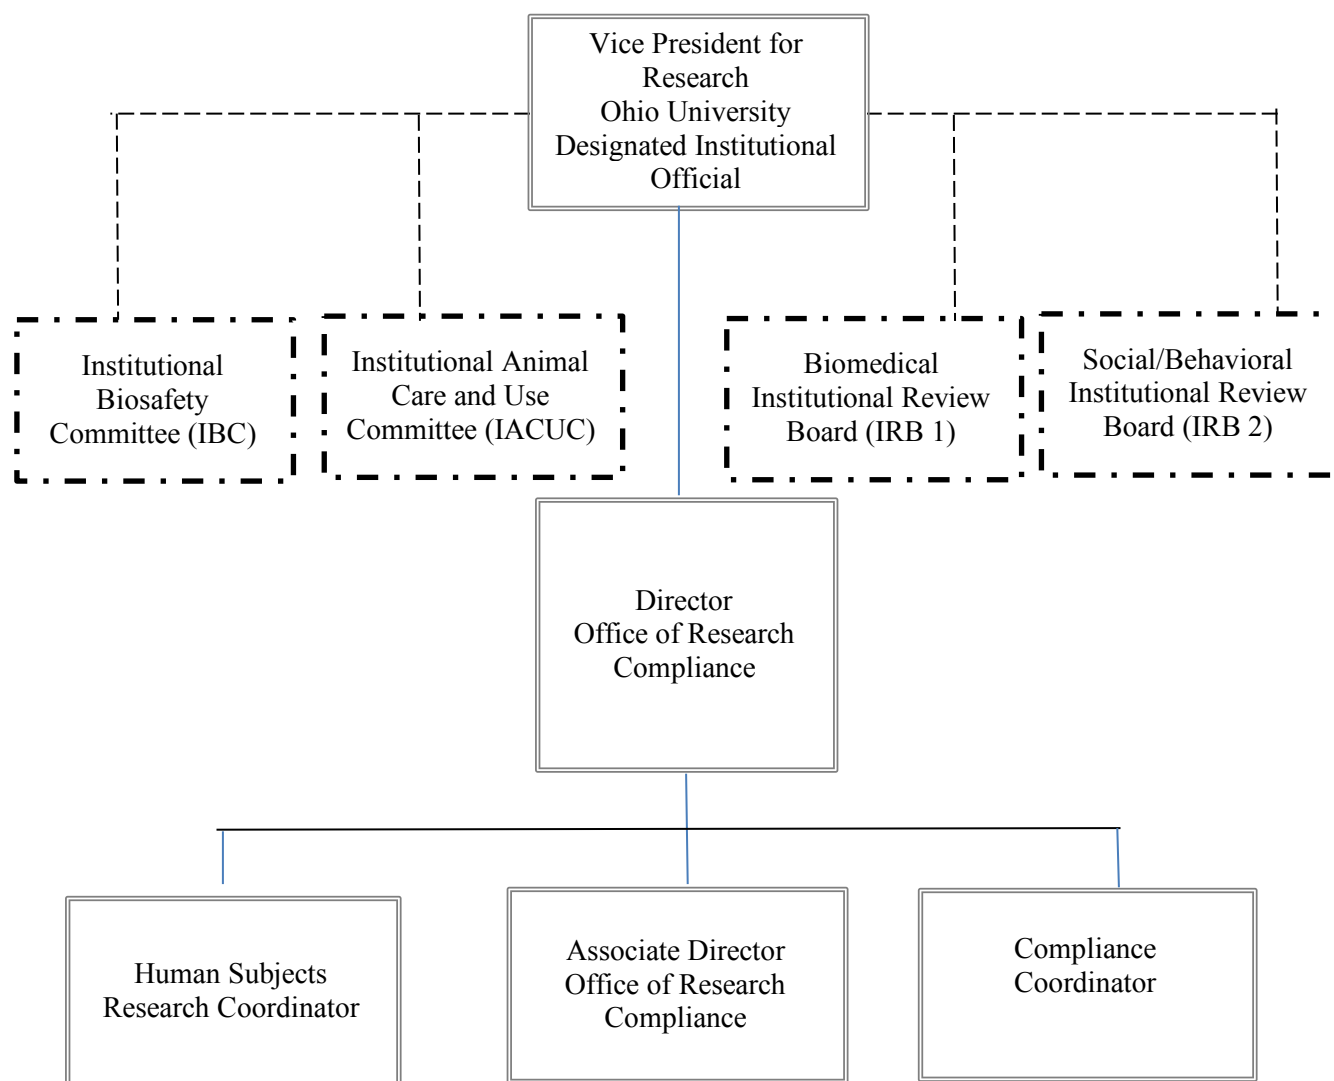 Vice President for
Research
Ohio University
Designated Institutional
Official
Institutional
Biosafety
Committee (IBC)
Institutional Animal
Care and Use
Committee (IACUC)
Biomedical
Institutional Review
Board (IRB 1)
Social/Behavioral
Institutional Review
Board (IRB 2)
Director
Office of Research
Compliance
Human Subjects
Research Coordinator
Associate Director
Office of Research
Compliance
Compliance
Coordinator